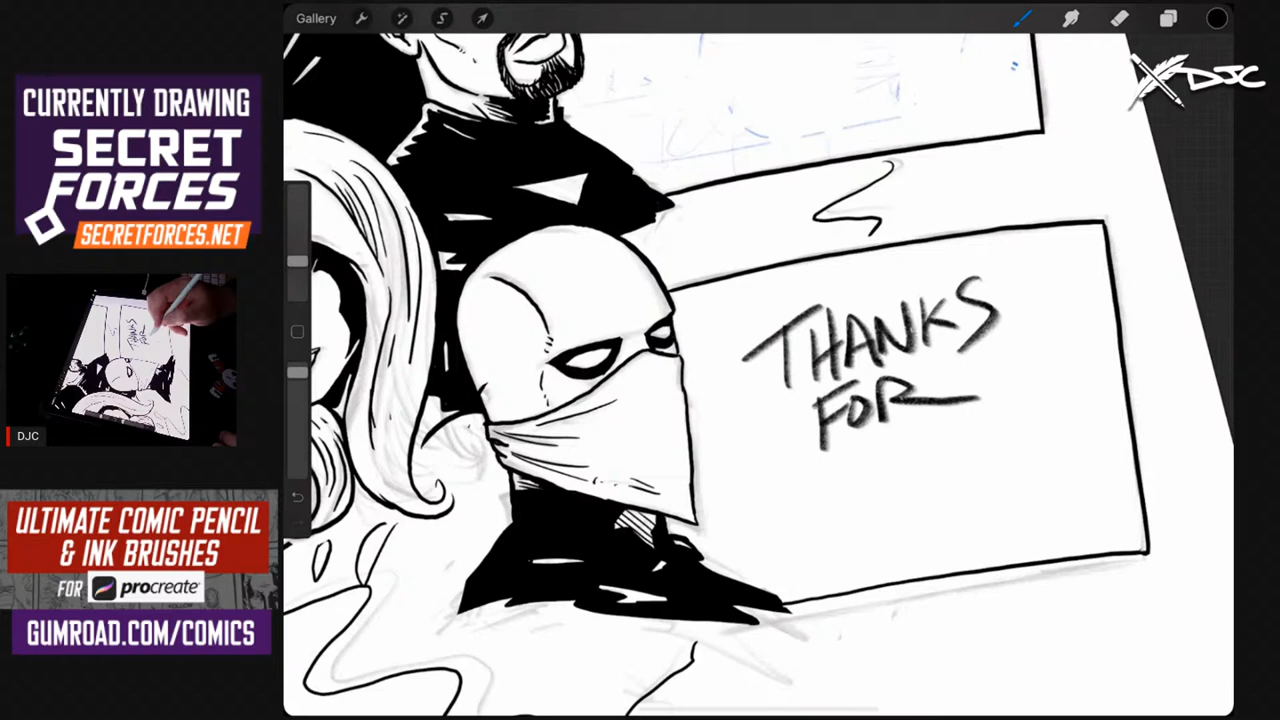 Gallery
DJC
CURRENTLY DRAWING
SECRET
FORCES
SECRETFORCES.NET
THANKS
FOR
DJC
ULTIMATE COMIC PENCIL
& INK BRUSHES
FOR procreate
GUMROAD.COM/COMICS